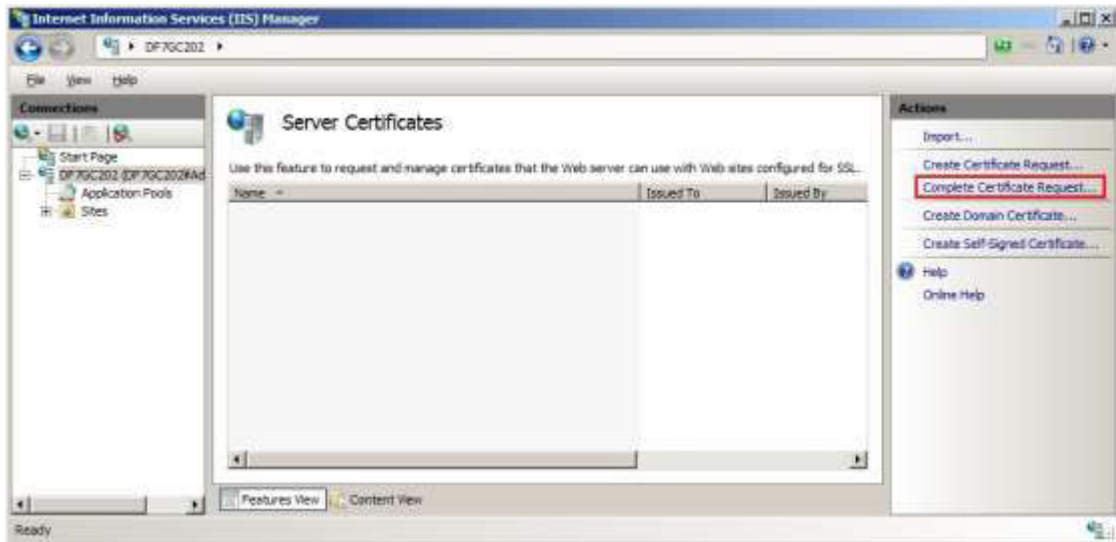 Internet Information Services (IIS) Manager
DF7GC202
File View Help
Connections
Start Page
DF7GC202 (DF7GC202\Ad
Application Pools
Sites
Server Certificates
Use this feature to request and manage certificates that the Web server can use with Web sites configured for SSL.
Name Issued To Issued By
Features View Content View
Actions
Import...
Create Certificate Request...
Complete Certificate Request...
Create Domain Certificate...
Create Self-Signed Certificate...
Help
Online Help
Ready